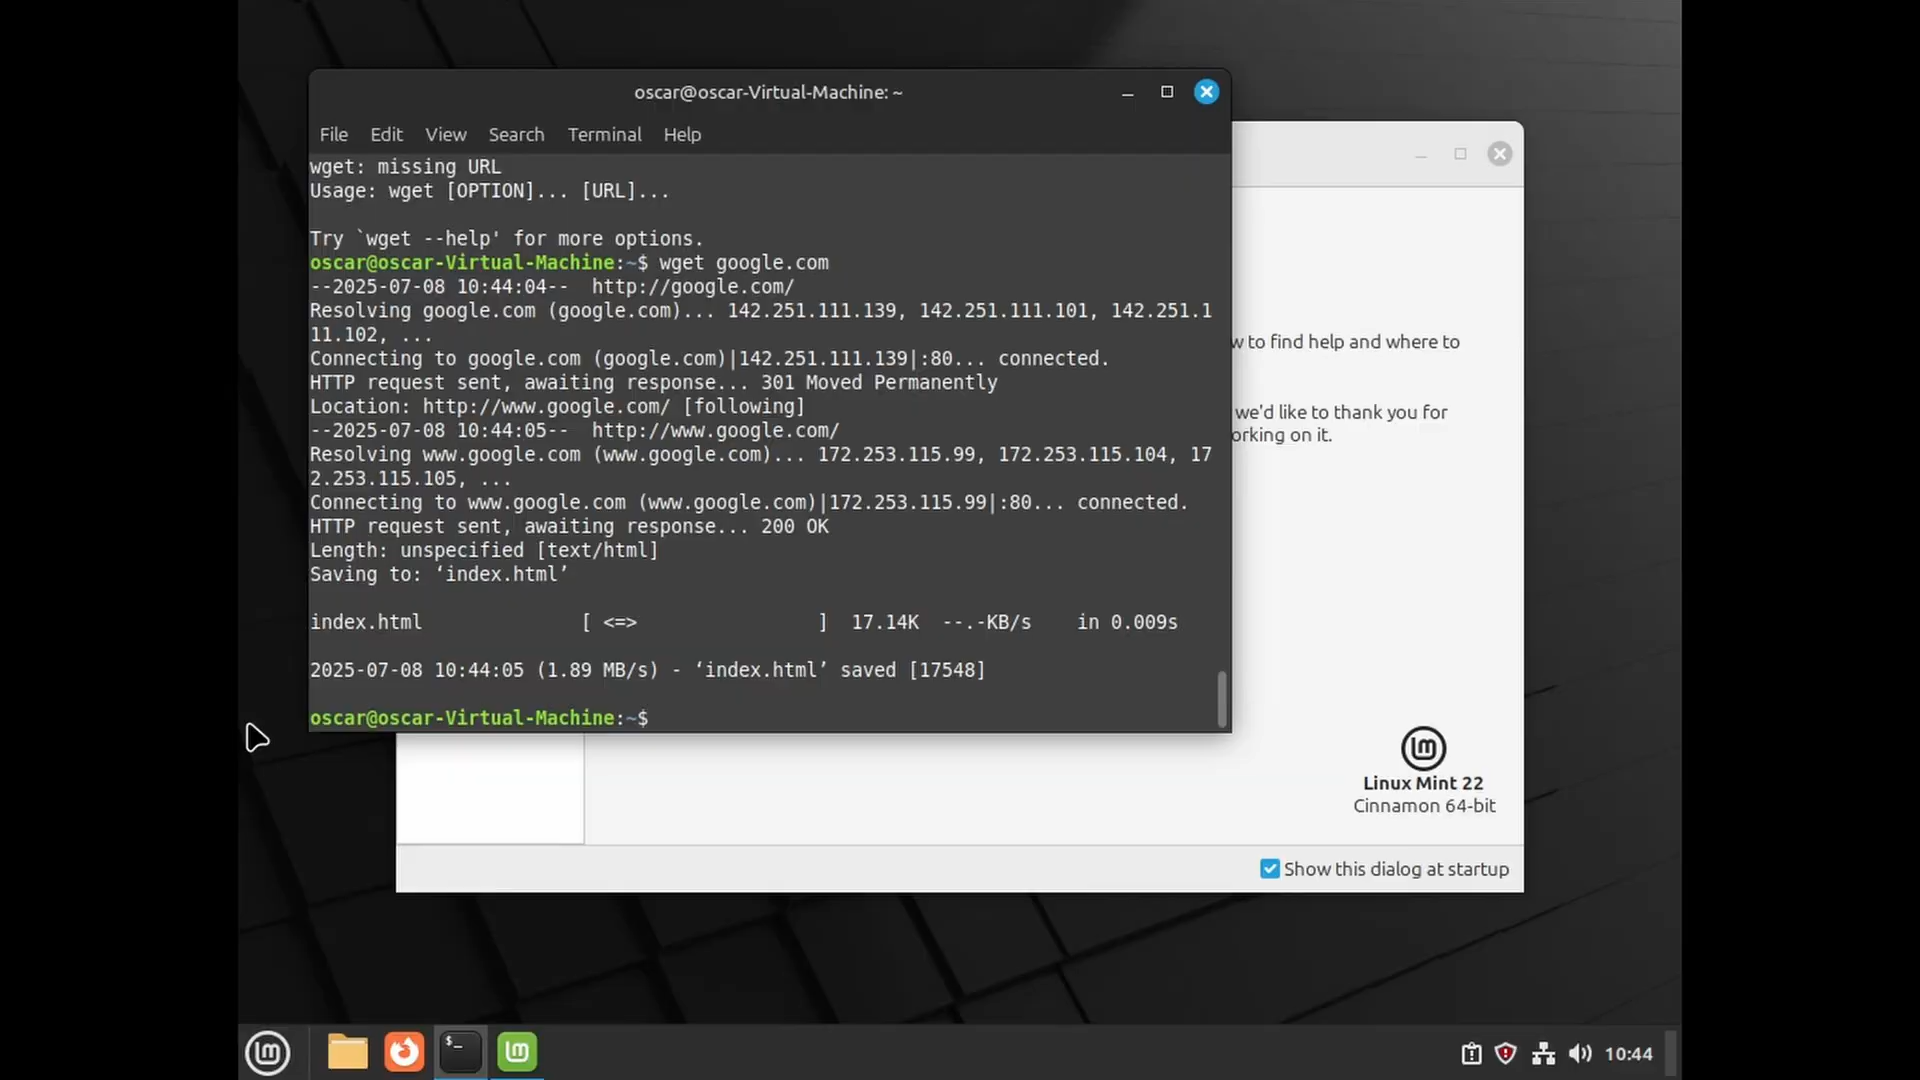 oscar@oscar-Virtual-Machine: ~
File Edit View Search Terminal Help
wget: missing URL
Usage: wget [OPTION]... [URL]...
Try `wget --help' for more options.
oscar@oscar-Virtual-Machine:~$ wget google.com
--2025-07-08 10:44:04--  http://google.com/
Resolving google.com (google.com)... 142.251.111.139, 142.251.111.101, 142.251.1
11.102, ...
Connecting to google.com (google.com)|142.251.111.139|:80... connected.
HTTP request sent, awaiting response... 301 Moved Permanently
Location: http://www.google.com/ [following]
--2025-07-08 10:44:05--  http://www.google.com/
Resolving www.google.com (www.google.com)... 172.253.115.99, 172.253.115.104, 17
2.253.115.105, ...
Connecting to www.google.com (www.google.com)|172.253.115.99|:80... connected.
HTTP request sent, awaiting response... 200 OK
Length: unspecified [text/html]
Saving to: ‘index.html’
index.html              [ <=>                ]  17.14K  --.-KB/s    in 0.009s
2025-07-08 10:44:05 (1.89 MB/s) - ‘index.html’ saved [17548]
oscar@oscar-Virtual-Machine:~$
to find help and where to
we'd like to thank you for
on it.
Linux Mint 22
Cinnamon 64-bit
Show this dialog at startup
10:44